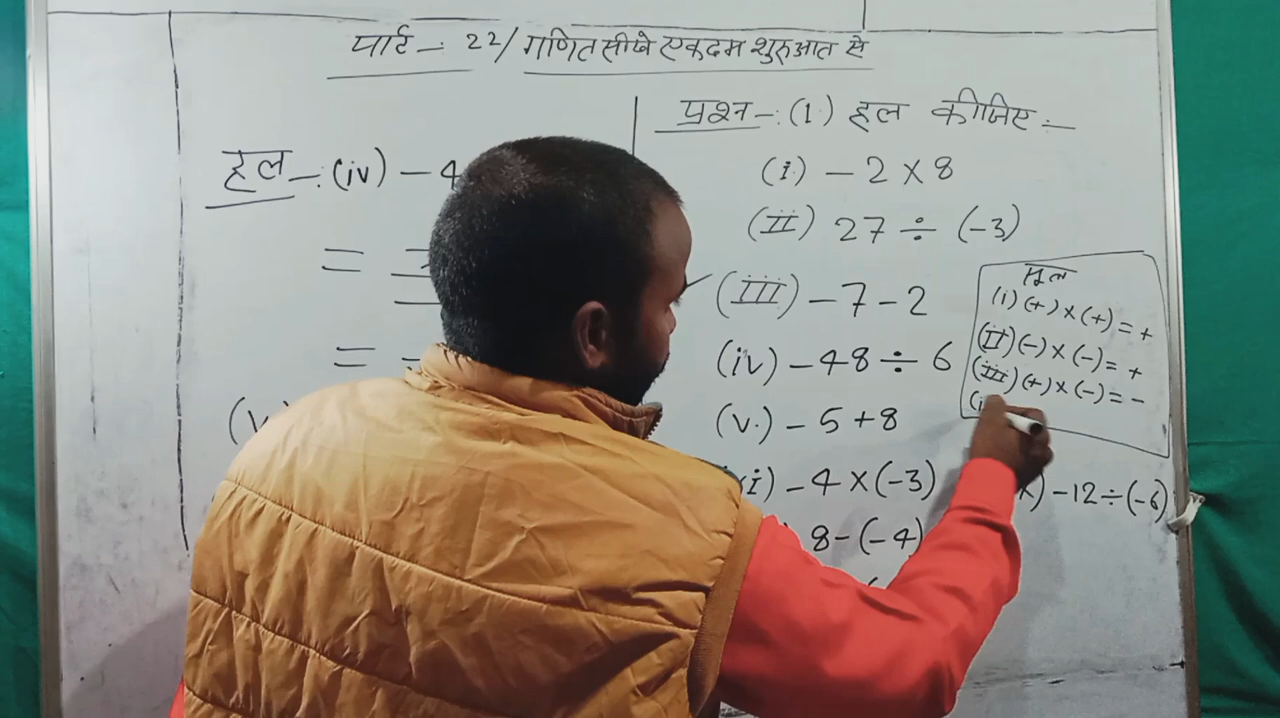 पार्ट -: 22/ गणित सीखे एकदम शुरुआत से
हल -: (iv) - 4
=
= -
(v)
प्रश्न -: (1.) हल कीजिए :-
(i.) - 2 × 8
(II) 27 ÷ (-3)
(III) - 7 - 2
(iv) - 48 ÷ 6
(v.) - 5 + 8
vi) - 4 × (-3)
8 - (-4)
x) - 12 ÷ (-6)
(i) (+) × (+) = +
(II) (-) × (-) = +
(III) (+) × (-) = -
(i